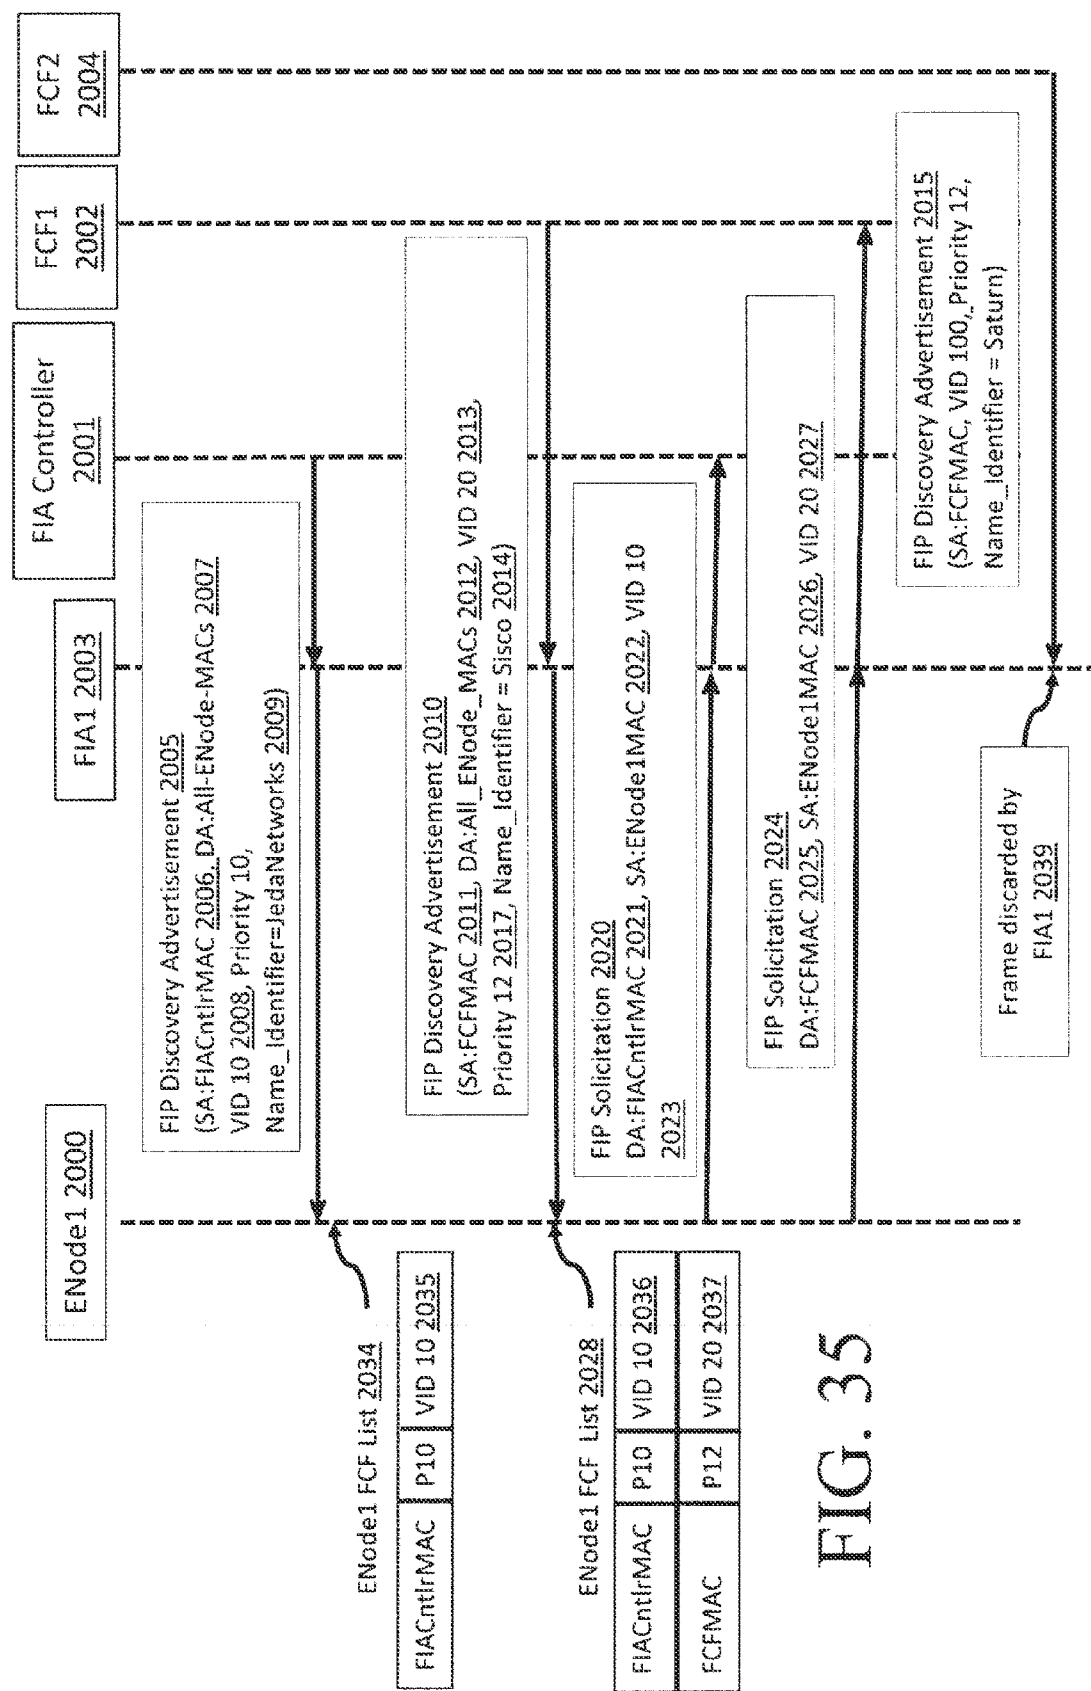 ENode1 2000
FIA1 2003
FIA Controller
2001
FCF1
2002
FCF2
2004
FIP Discovery Advertisement 2005
(SA:FIACntlrMAC 2006, DA:All-ENode-MACs 2007
VID 10 2008, Priority 10,
Name_Identifier=JedaNetworks 2009)
ENode1 FCF List 2034
FIACntlrMAC P10 VID 10 2035
FIP Discovery Advertisement 2010
(SA:FCFMAC 2011, DA:All_ENode_MACs 2012, VID 20 2013,
Priority 12 2017, Name_Identifier = Sisco 2014)
ENode1 FCF List 2028
FIACntlrMAC P10 VID 10 2036
FCFMAC P12 VID 20 2037
FIP Solicitation 2020
DA:FIACntlrMAC 2021, SA:ENode1MAC 2022, VID 10
2023
FIP Solicitation 2024
DA:FCFMAC 2025, SA:ENode1MAC 2026, VID 20 2027
FIP Discovery Advertisement 2015
(SA:FCFMAC, VID 100, Priority 12,
Name_Identifier = Saturn)
Frame discarded by
FIA1 2039
FIG. 35